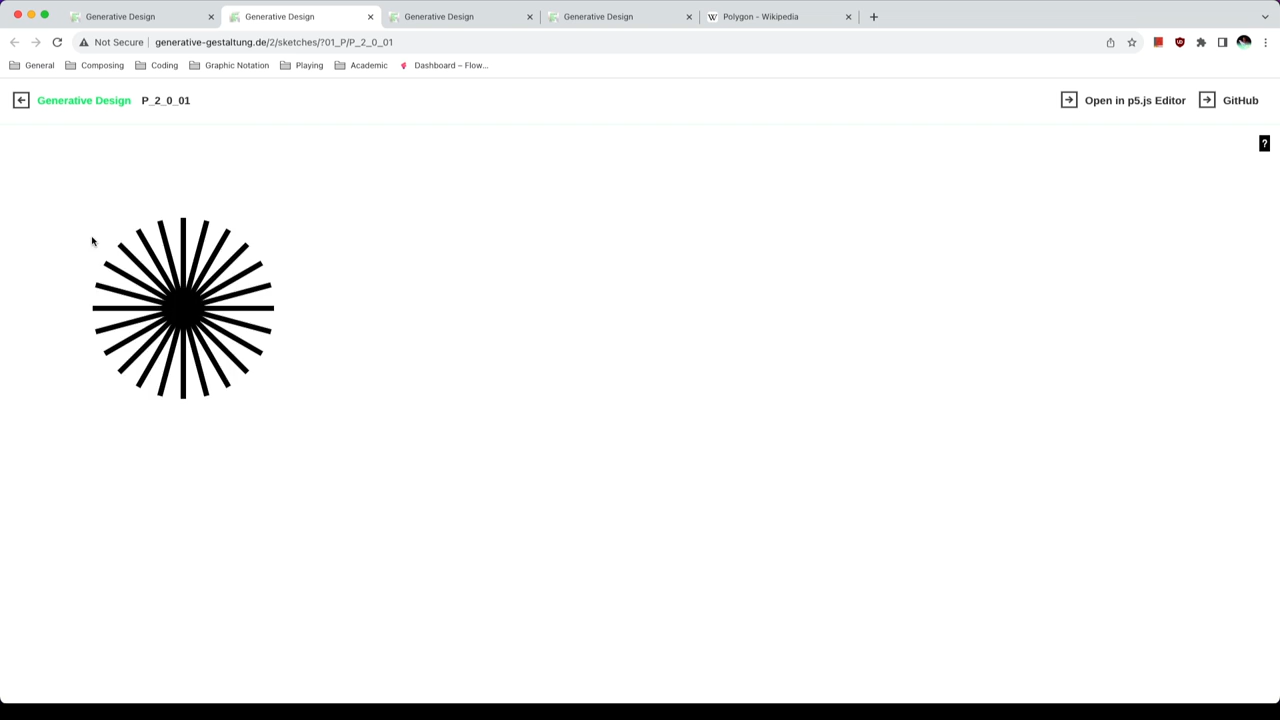 Generative Design
Generative Design
Generative Design
Generative Design
W Polygon - Wikipedia
Not Secure generative-gestaltung.de/2/sketches/?01_P/P_2_0_01
General Composing Coding Graphic Notation Playing Academic Dashboard – Flow...
Generative Design P_2_0_01 Open in p5.js Editor GitHub
?